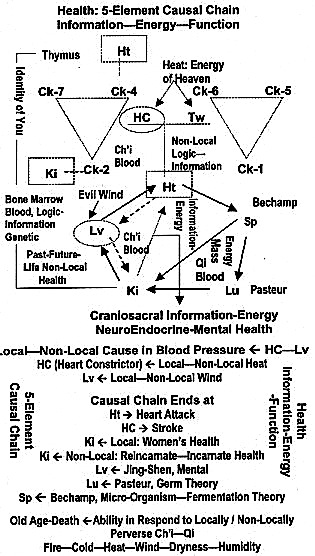 Health: 5-Element Causal Chain
Information—Energy—Function
Thymus
Ht
Heat: Energy
of Heaven
Identity of You
Ck-7
Ck-4
Ck-6
Ck-5
HC
Tw
Ch'i
Blood
Non-Local
Logic—
Information
Ki
Ck-2
Ck-1
Ht
Bone Marrow
Blood, Logic-
Information
Genetic
Evil Wind
Bechamp
Information-
Energy
Sp
Lv
Ch'i
Blood
Energy
Mass
Past-Future-
Life Non-Local
Health
Qi
Blood
Ki
Lu
Pasteur
Craniosacral Information-Energy
NeuroEndocrine-Mental Health
Local—Non-Local Cause in Blood Pressure ← HC—Lv
HC (Heart Constrictor) ← Local—Non-Local Heat
Lv ← Local—Non-Local Wind
5-Element
Causal Chain
Health
Information-Energy
-Function
Causal Chain Ends at
Ht → Heart Attack
HC → Stroke
Ki ← Local: Women's Health
Ki ← Non-Local: Reincarnate—Incarnate Health
Lv ← Jing-Shen, Mental
Lu ← Pasteur, Germ Theory
Sp ← Bechamp, Micro-Organism—Fermentation Theory
Old Age-Death ← Ability in Respond to Locally / Non-Locally
Perverse Ch'i—Qi
Fire—Cold—Heat—Wind—Dryness—Humidity